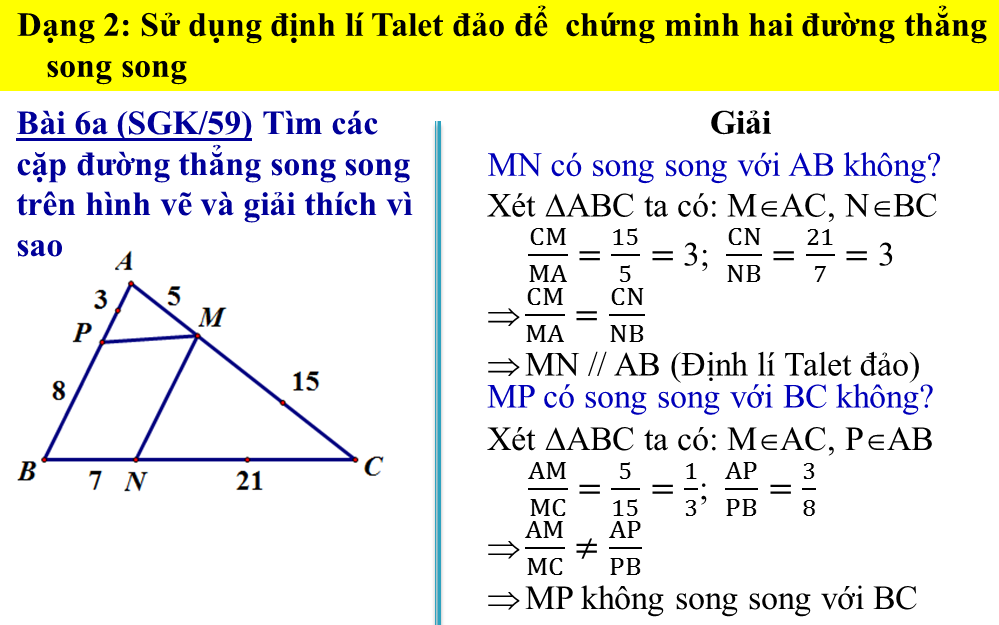 Dạng 2: Sử dụng định lí Talet đảo để chứng minh hai đường thẳng
song song
Bài 6a (SGK/59) Tìm các
cặp đường thẳng song song
trên hình vẽ và giải thích vì
sao
A
3
5
P
M
8
15
B
7
N
21
C
Giải
MN có song song với AB không?
Xét ΔABC ta có: M∈AC, N∈BC
CM/MA = 15/5 = 3; CN/NB = 21/7 = 3
⇒ CM/MA = CN/NB
⇒ MN // AB (Định lí Talet đảo)
MP có song song với BC không?
Xét ΔABC ta có: M∈AC, P∈AB
AM/MC = 5/15 = 1/3; AP/PB = 3/8
⇒ AM/MC ≠ AP/PB
⇒ MP không song song với BC